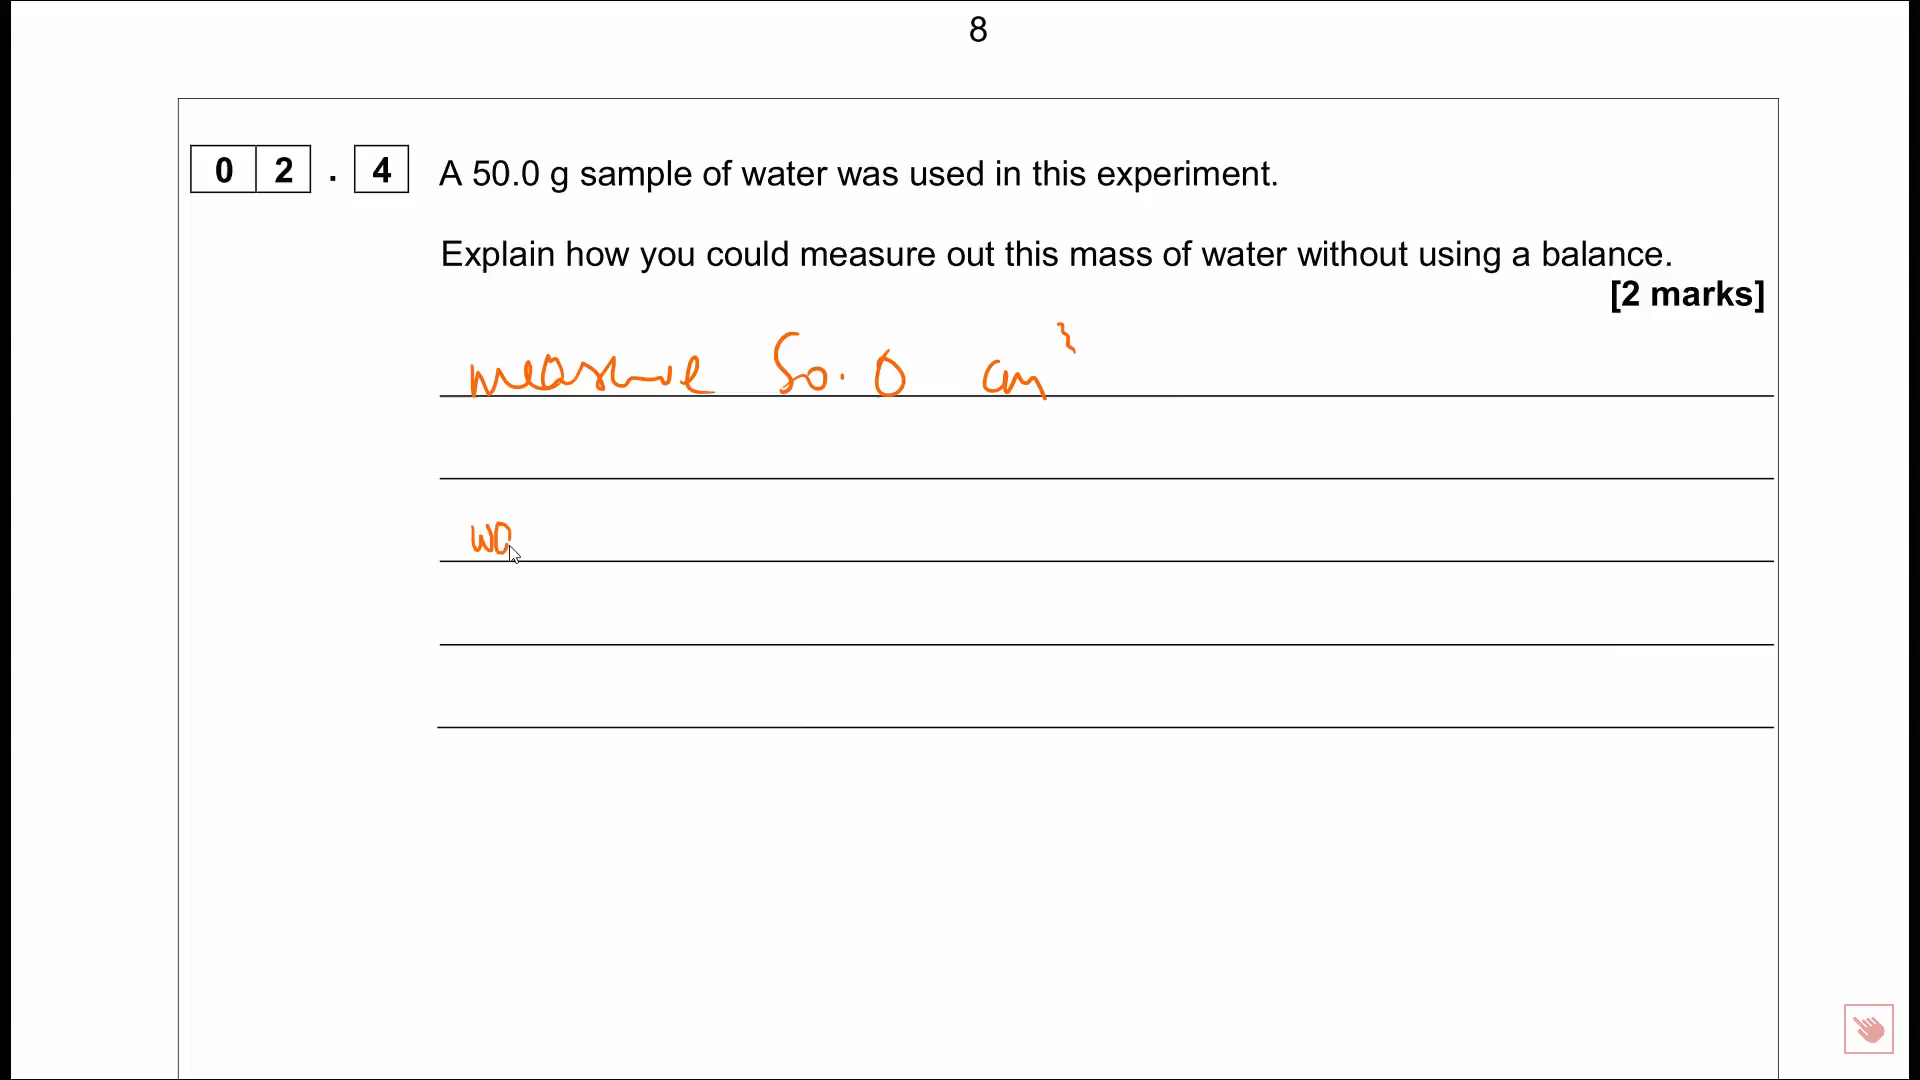 8
0 2 . 4 A 50.0 g sample of water was used in this experiment.
Explain how you could measure out this mass of water without using a balance.
[2 marks]
measure 50.0 cm³
wa